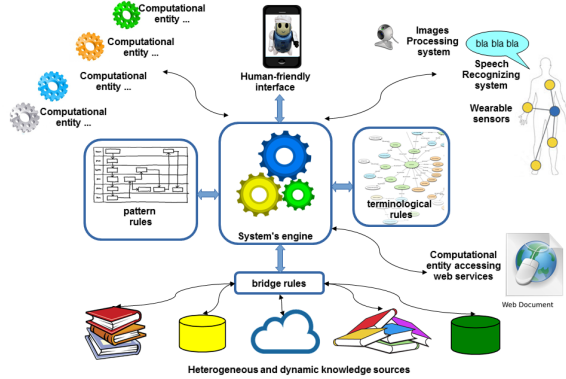 Computational
entity ...
Computational
entity ...
Computational
entity ...
Computational
entity ...
Human-friendly
interface
Images
Processing
system
bla bla bla
Speech
Recognizing
system
Wearable
sensors
pattern
rules
System's engine
terminological
rules
bridge rules
Computational
entity accessing
web services
Web Document
Heterogeneous and dynamic knowledge sources